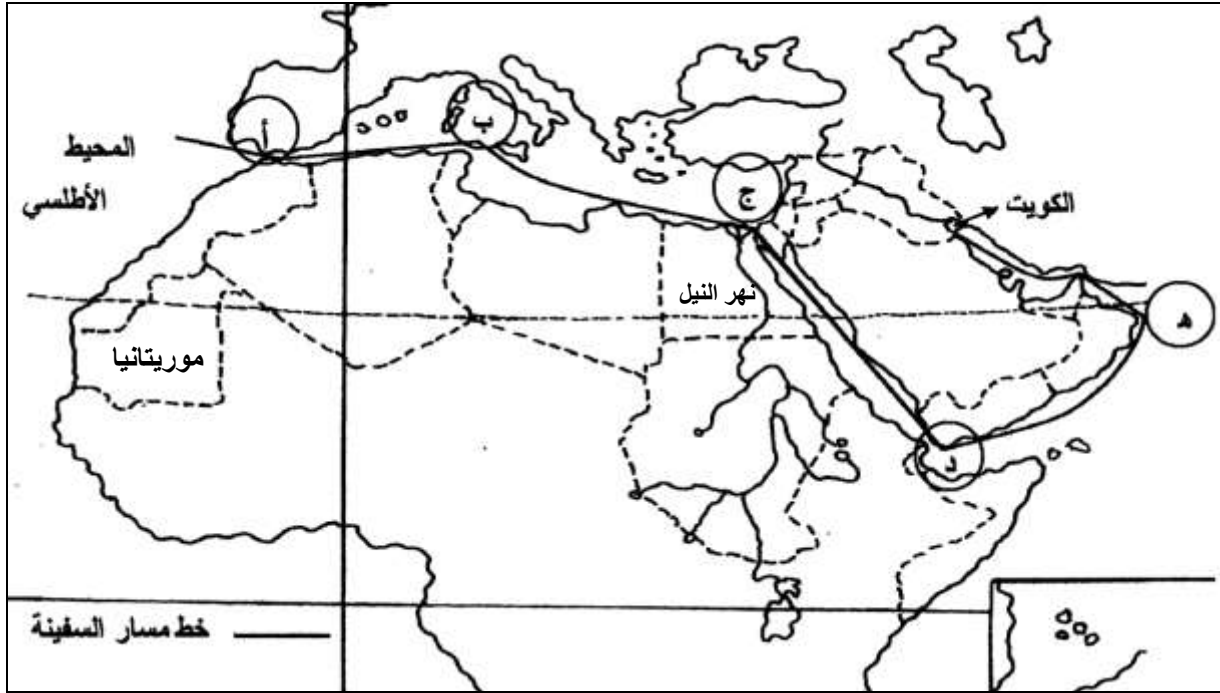 أ
ب
المحيط
الأطلسي
ج
الكويت
نهر النيل
هـ
موريتانيا
د
خط مسار السفينة